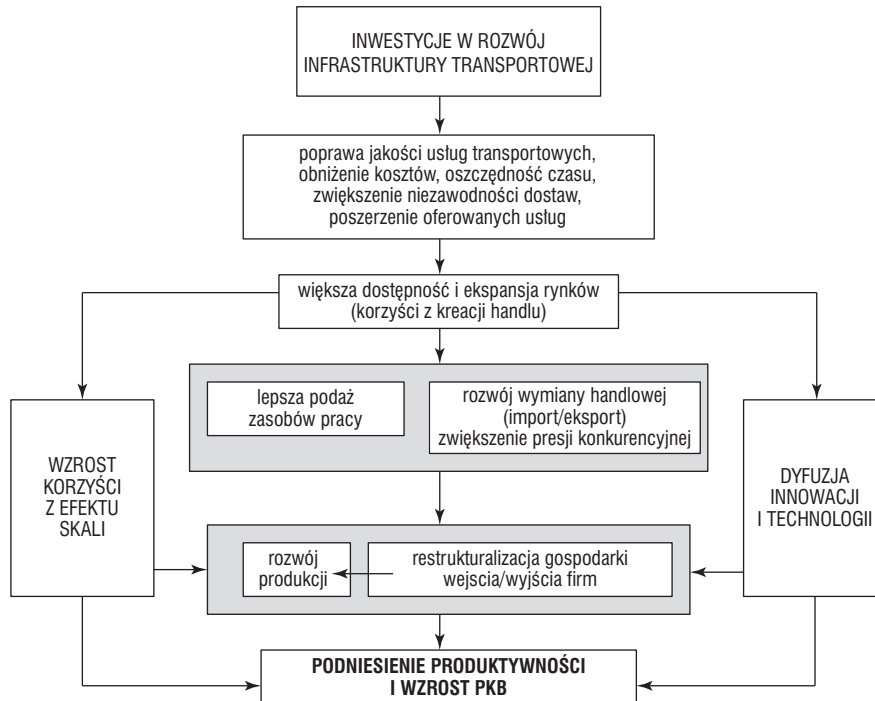 INWESTYCJE W ROZWÓJ
INFRASTRUKTURY TRANSPORTOWEJ
poprawa jakości usług transportowych,
obniżenie kosztów, oszczędność czasu,
zwiększenie niezawodności dostaw,
poszerzenie oferowanych usług
większa dostępność i ekspansja rynków
(korzyści z kreacji handlu)
lepsza podaż
zasobów pracy
rozwój wymiany handlowej
(import/eksport)
zwiększenie presji konkurencyjnej
WZROST
KORZYŚCI
Z EFEKTU
SKALI
DYFUZJA
INNOWACJI
I TECHNOLOGII
rozwój
produkcji
restrukturalizacja gospodarki
wejscia/wyjścia firm
PODNIESIENIE PRODUKTYWNOŚCI
I WZROST PKB